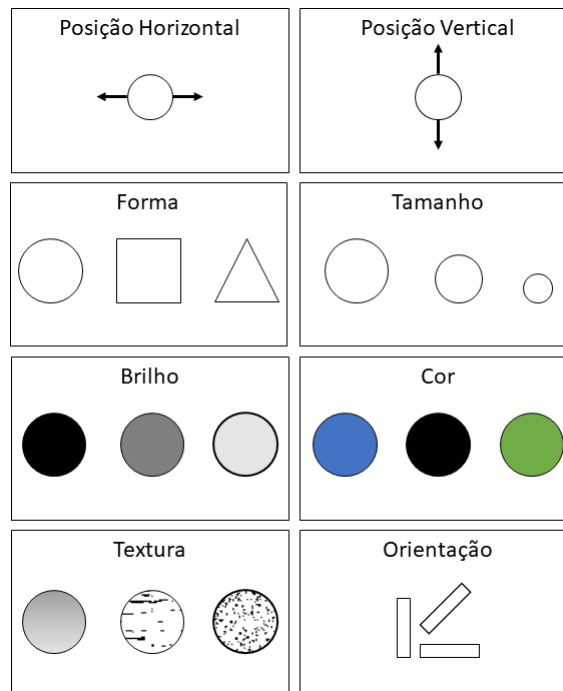 Posição Horizontal
Posição Vertical
Forma
Tamanho
Brilho
Cor
Textura
Orientação